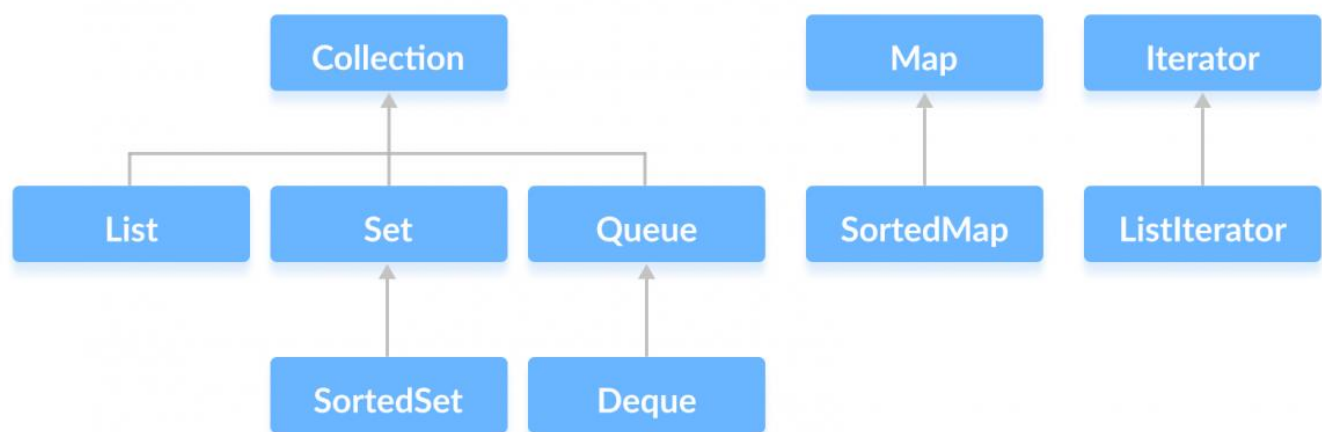 Collection
Map
Iterator
List
Set
Queue
SortedMap
ListIterator
SortedSet
Deque